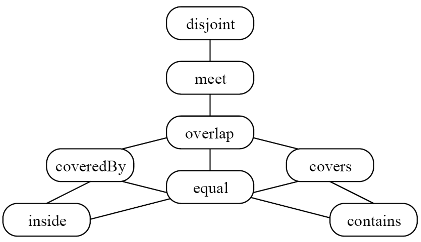 disjoint
meet
overlap
coveredBy
covers
equal
inside
contains